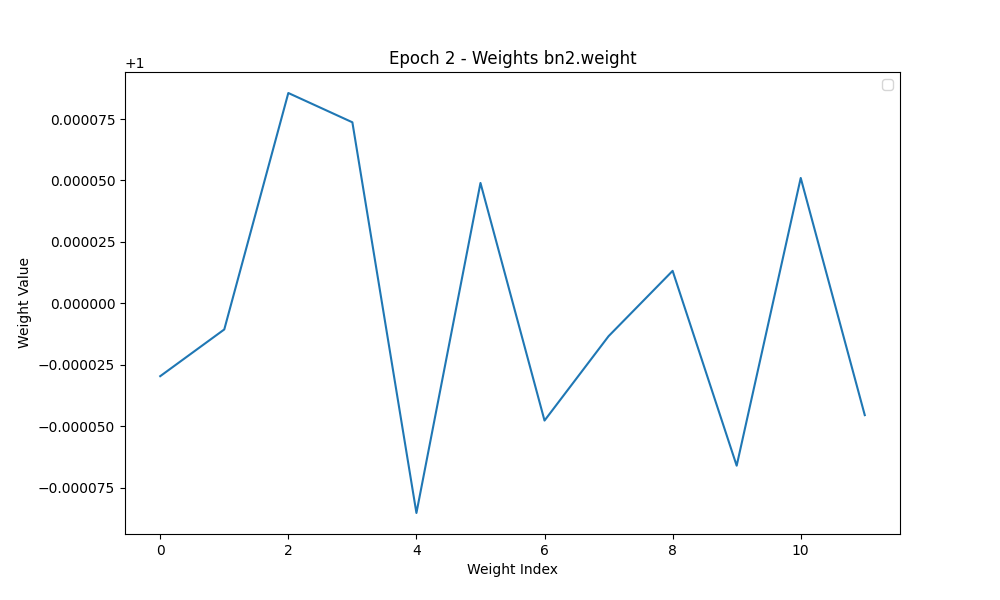 Epoch 2 - Weights bn2.weight
+1
0.000075
0.000050
0.000025
0.000000
−0.000025
−0.000050
−0.000075
Weight Value
0 2 4 6 8 10
Weight Index